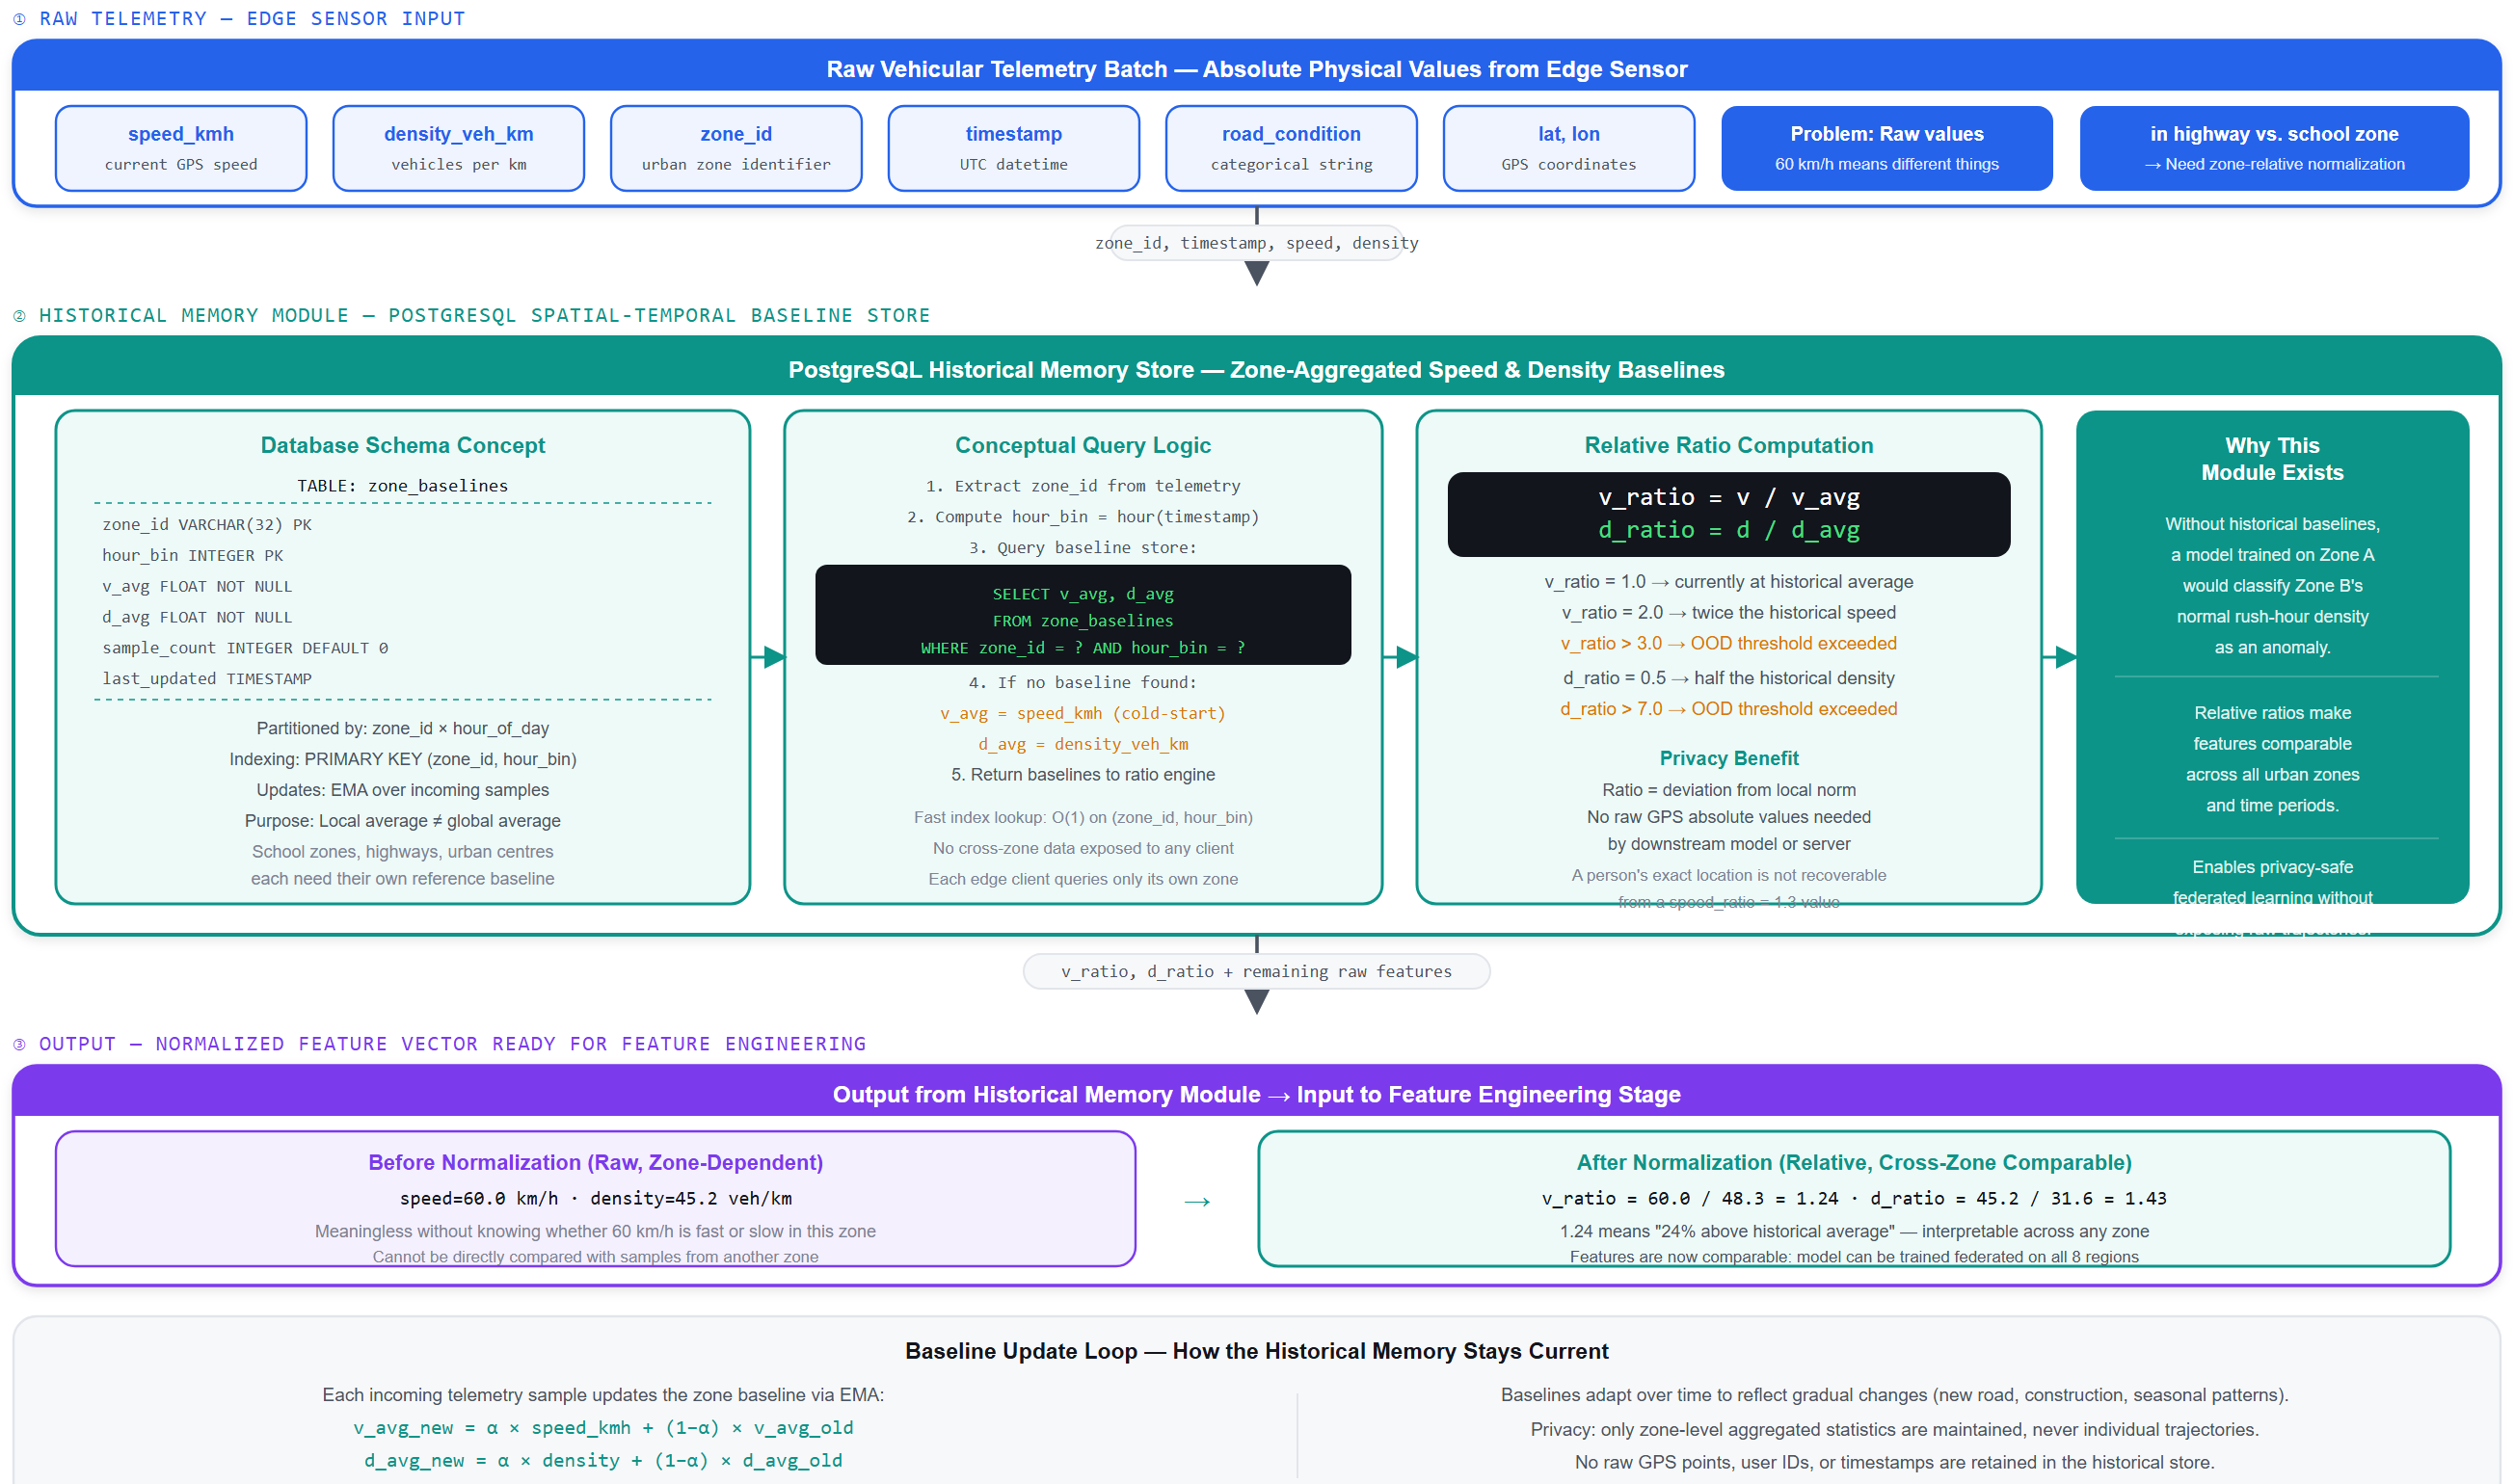 ① RAW TELEMETRY — EDGE SENSOR INPUT
Raw Vehicular Telemetry Batch — Absolute Physical Values from Edge Sensor
speed_kmh
current GPS speed
density_veh_km
vehicles per km
zone_id
urban zone identifier
timestamp
UTC datetime
road_condition
categorical string
lat, lon
GPS coordinates
Problem: Raw values
60 km/h means different things
in highway vs. school zone
→ Need zone-relative normalization
zone_id, timestamp, speed, density
② HISTORICAL MEMORY MODULE — POSTGRESQL SPATIAL-TEMPORAL BASELINE STORE
PostgreSQL Historical Memory Store — Zone-Aggregated Speed & Density Baselines
Database Schema Concept
TABLE: zone_baselines
zone_id VARCHAR(32) PK
hour_bin INTEGER PK
v_avg FLOAT NOT NULL
d_avg FLOAT NOT NULL
sample_count INTEGER DEFAULT 0
last_updated TIMESTAMP
Partitioned by: zone_id × hour_of_day
Indexing: PRIMARY KEY (zone_id, hour_bin)
Updates: EMA over incoming samples
Purpose: Local average ≠ global average
School zones, highways, urban centres
each need their own reference baseline
Conceptual Query Logic
1. Extract zone_id from telemetry
2. Compute hour_bin = hour(timestamp)
3. Query baseline store:
SELECT v_avg, d_avg
FROM zone_baselines
WHERE zone_id = ? AND hour_bin = ?
4. If no baseline found:
v_avg = speed_kmh (cold-start)
d_avg = density_veh_km
5. Return baselines to ratio engine
Fast index lookup: O(1) on (zone_id, hour_bin)
No cross-zone data exposed to any client
Each edge client queries only its own zone
Relative Ratio Computation
v_ratio = v / v_avg
d_ratio = d / d_avg
v_ratio = 1.0 → currently at historical average
v_ratio = 2.0 → twice the historical speed
v_ratio > 3.0 → OOD threshold exceeded
d_ratio = 0.5 → half the historical density
d_ratio > 7.0 → OOD threshold exceeded
Privacy Benefit
Ratio = deviation from local norm
No raw GPS absolute values needed
by downstream model or server
A person's exact location is not recoverable
from a speed_ratio = 1.3 value
Why This
Module Exists
Without historical baselines,
a model trained on Zone A
would classify Zone B's
normal rush-hour density
as an anomaly.
Relative ratios make
features comparable
across all urban zones
and time periods.
Enables privacy-safe
federated learning without
exposing raw trajectories.
v_ratio, d_ratio + remaining raw features
③ OUTPUT — NORMALIZED FEATURE VECTOR READY FOR FEATURE ENGINEERING
Output from Historical Memory Module → Input to Feature Engineering Stage
Before Normalization (Raw, Zone-Dependent)
speed=60.0 km/h · density=45.2 veh/km
Meaningless without knowing whether 60 km/h is fast or slow in this zone
Cannot be directly compared with samples from another zone
→
After Normalization (Relative, Cross-Zone Comparable)
v_ratio = 60.0 / 48.3 = 1.24 · d_ratio = 45.2 / 31.6 = 1.43
1.24 means "24% above historical average" — interpretable across any zone
Features are now comparable: model can be trained federated on all 8 regions
Baseline Update Loop — How the Historical Memory Stays Current
Each incoming telemetry sample updates the zone baseline via EMA:
v_avg_new = α × speed_kmh + (1−α) × v_avg_old
d_avg_new = α × density + (1−α) × d_avg_old
Baselines adapt over time to reflect gradual changes (new road, construction, seasonal patterns).
Privacy: only zone-level aggregated statistics are maintained, never individual trajectories.
No raw GPS points, user IDs, or timestamps are retained in the historical store.